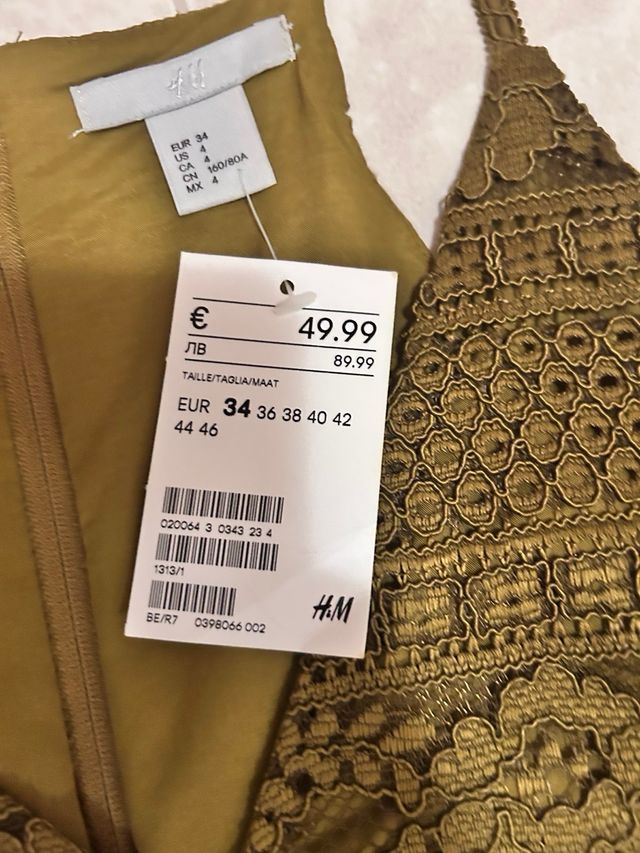 H&M
EUR 34
US 4
CA 4
CN 160/80A
MX 4
€ 49.99
ЛВ 89.99
TAILLE/TAGLIA/MAAT
EUR 34 36 38 40 42
44 46
020064 3 0343 23 4
1313/1
BE/R7 0398066 002
H&M